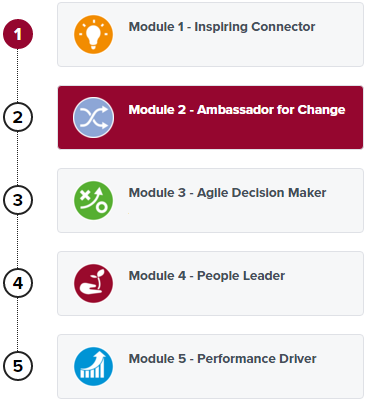 1
Module 1 - Inspiring Connector
2
Module 2 - Ambassador for Change
3
Module 3 - Agile Decision Maker
4
Module 4 - People Leader
5
Module 5 - Performance Driver